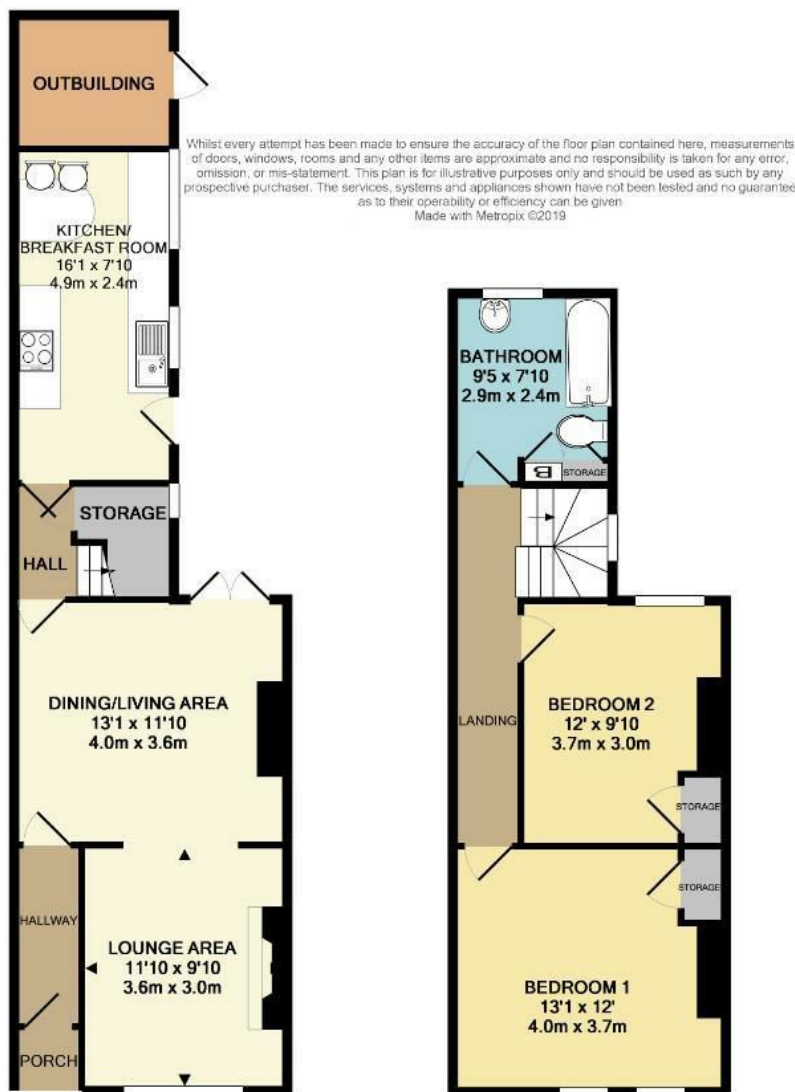 OUTBUILDING
Whilst every attempt has been made to ensure the accuracy of the floor plan contained here, measurements
of doors, windows, rooms and any other items are approximate and no responsibility is taken for any error,
omission, or mis-statement. This plan is for illustrative purposes only and should be used as such by any
prospective purchaser. The services, systems and appliances shown have not been tested and no guarantee
as to their operability or efficiency can be given
Made with Metropix ©2019
KITCHEN/
BREAKFAST ROOM
16'1 x 7'10
4.9m x 2.4m
STORAGE
HALL
DINING/LIVING AREA
13'1 x 11'10
4.0m x 3.6m
HALLWAY
LOUNGE AREA
11'10 x 9'10
3.6m x 3.0m
PORCH
BATHROOM
9'5 x 7'10
2.9m x 2.4m
B
STORAGE
LANDING
BEDROOM 2
12' x 9'10
3.7m x 3.0m
STORAGE
STORAGE
BEDROOM 1
13'1 x 12'
4.0m x 3.7m